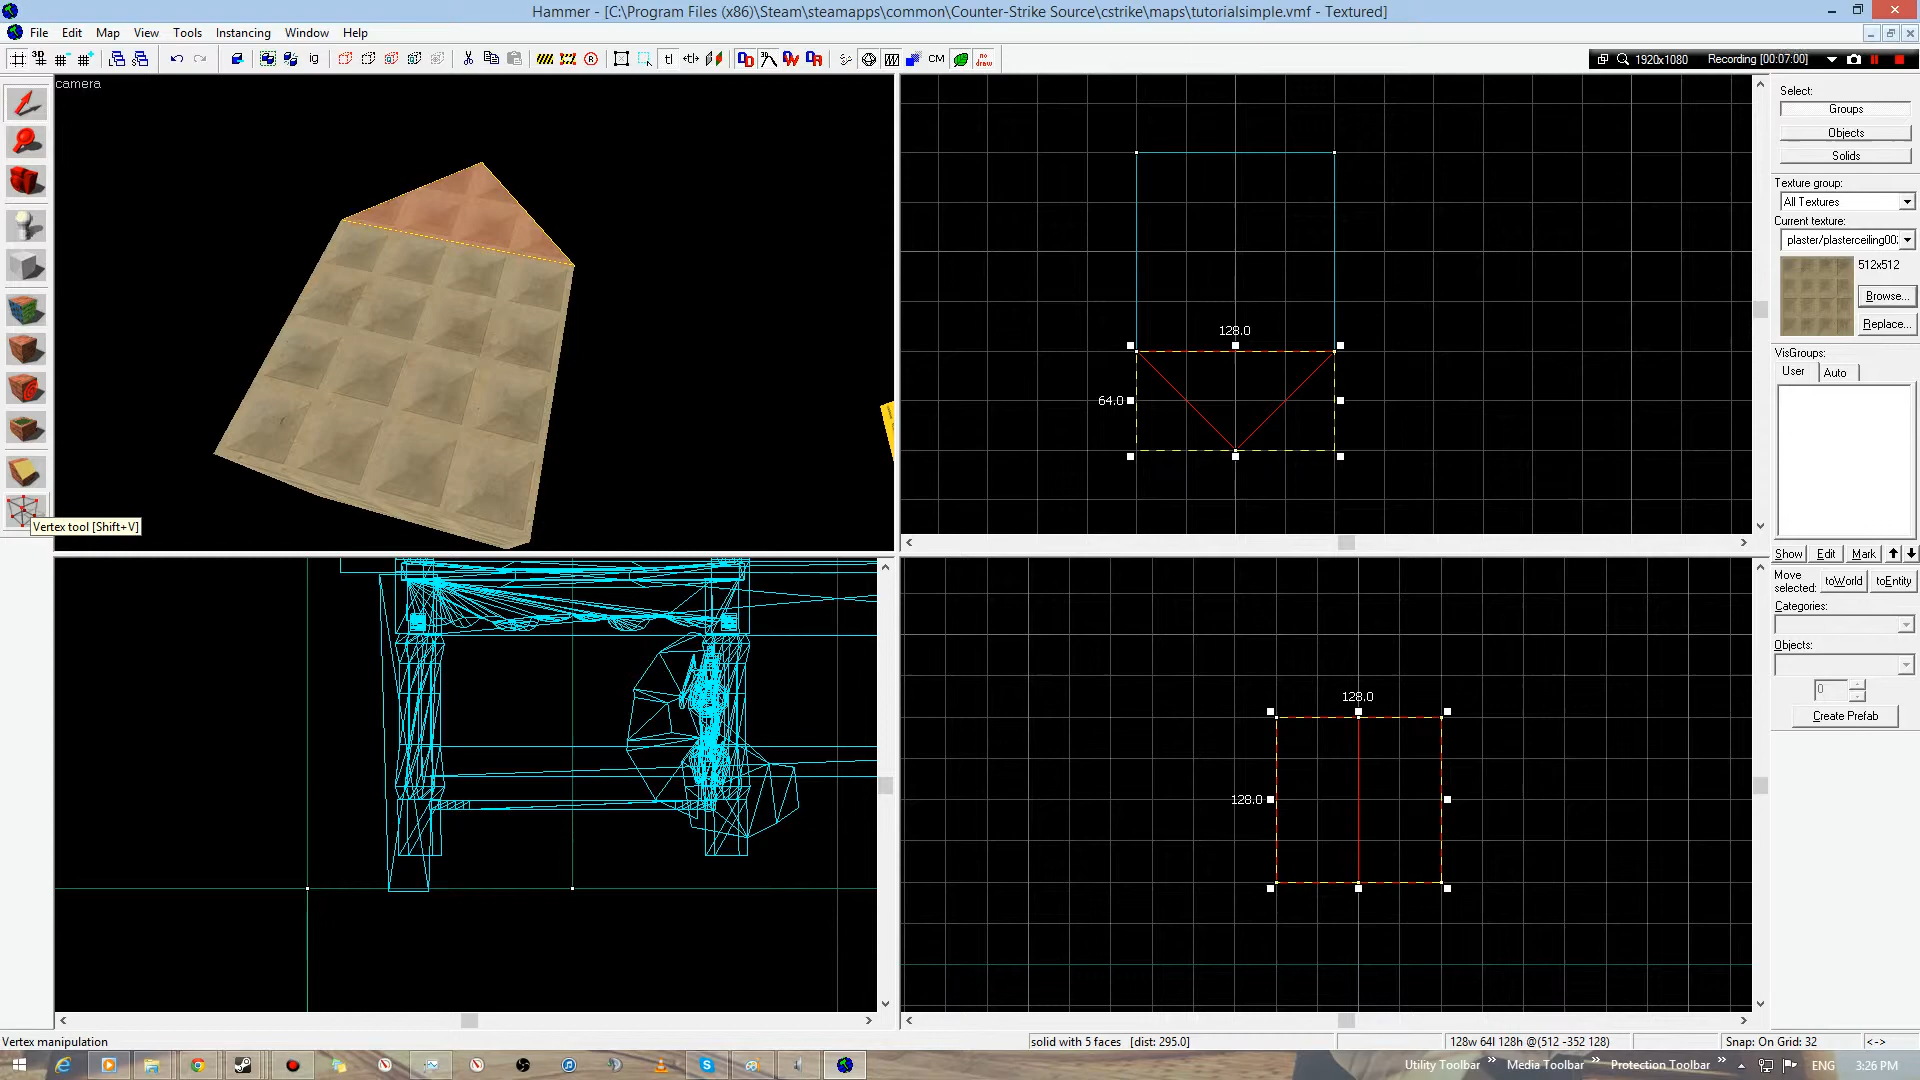 Hammer - [C:\Program Files (x86)\Steam\steamapps\common\Counter-Strike Source\cstrike\maps\tutorialsimple.vmf - Textured]
File Edit Map View Tools Instancing Window Help
1920x1080 Recording [00:07:00]
camera
Select:
Groups
Objects
Solids
Texture group:
All Textures
Current texture:
plaster/plasterceiling00
512x512
Browse...
Replace...
VisGroups:
User Auto
Show Edit Mark
Move selected: toWorld toEntity
Categories:
Objects:
0
Create Prefab
128.0
64.0
Vertex tool [Shift+V]
128.0
128.0
Vertex manipulation
solid with 5 faces [dist: 295.0]
128w 64l 128h @(512 -352 128)
Snap: On Grid: 32
<->
Utility Toolbar
Media Toolbar
Protection Toolbar
ENG
3:26 PM